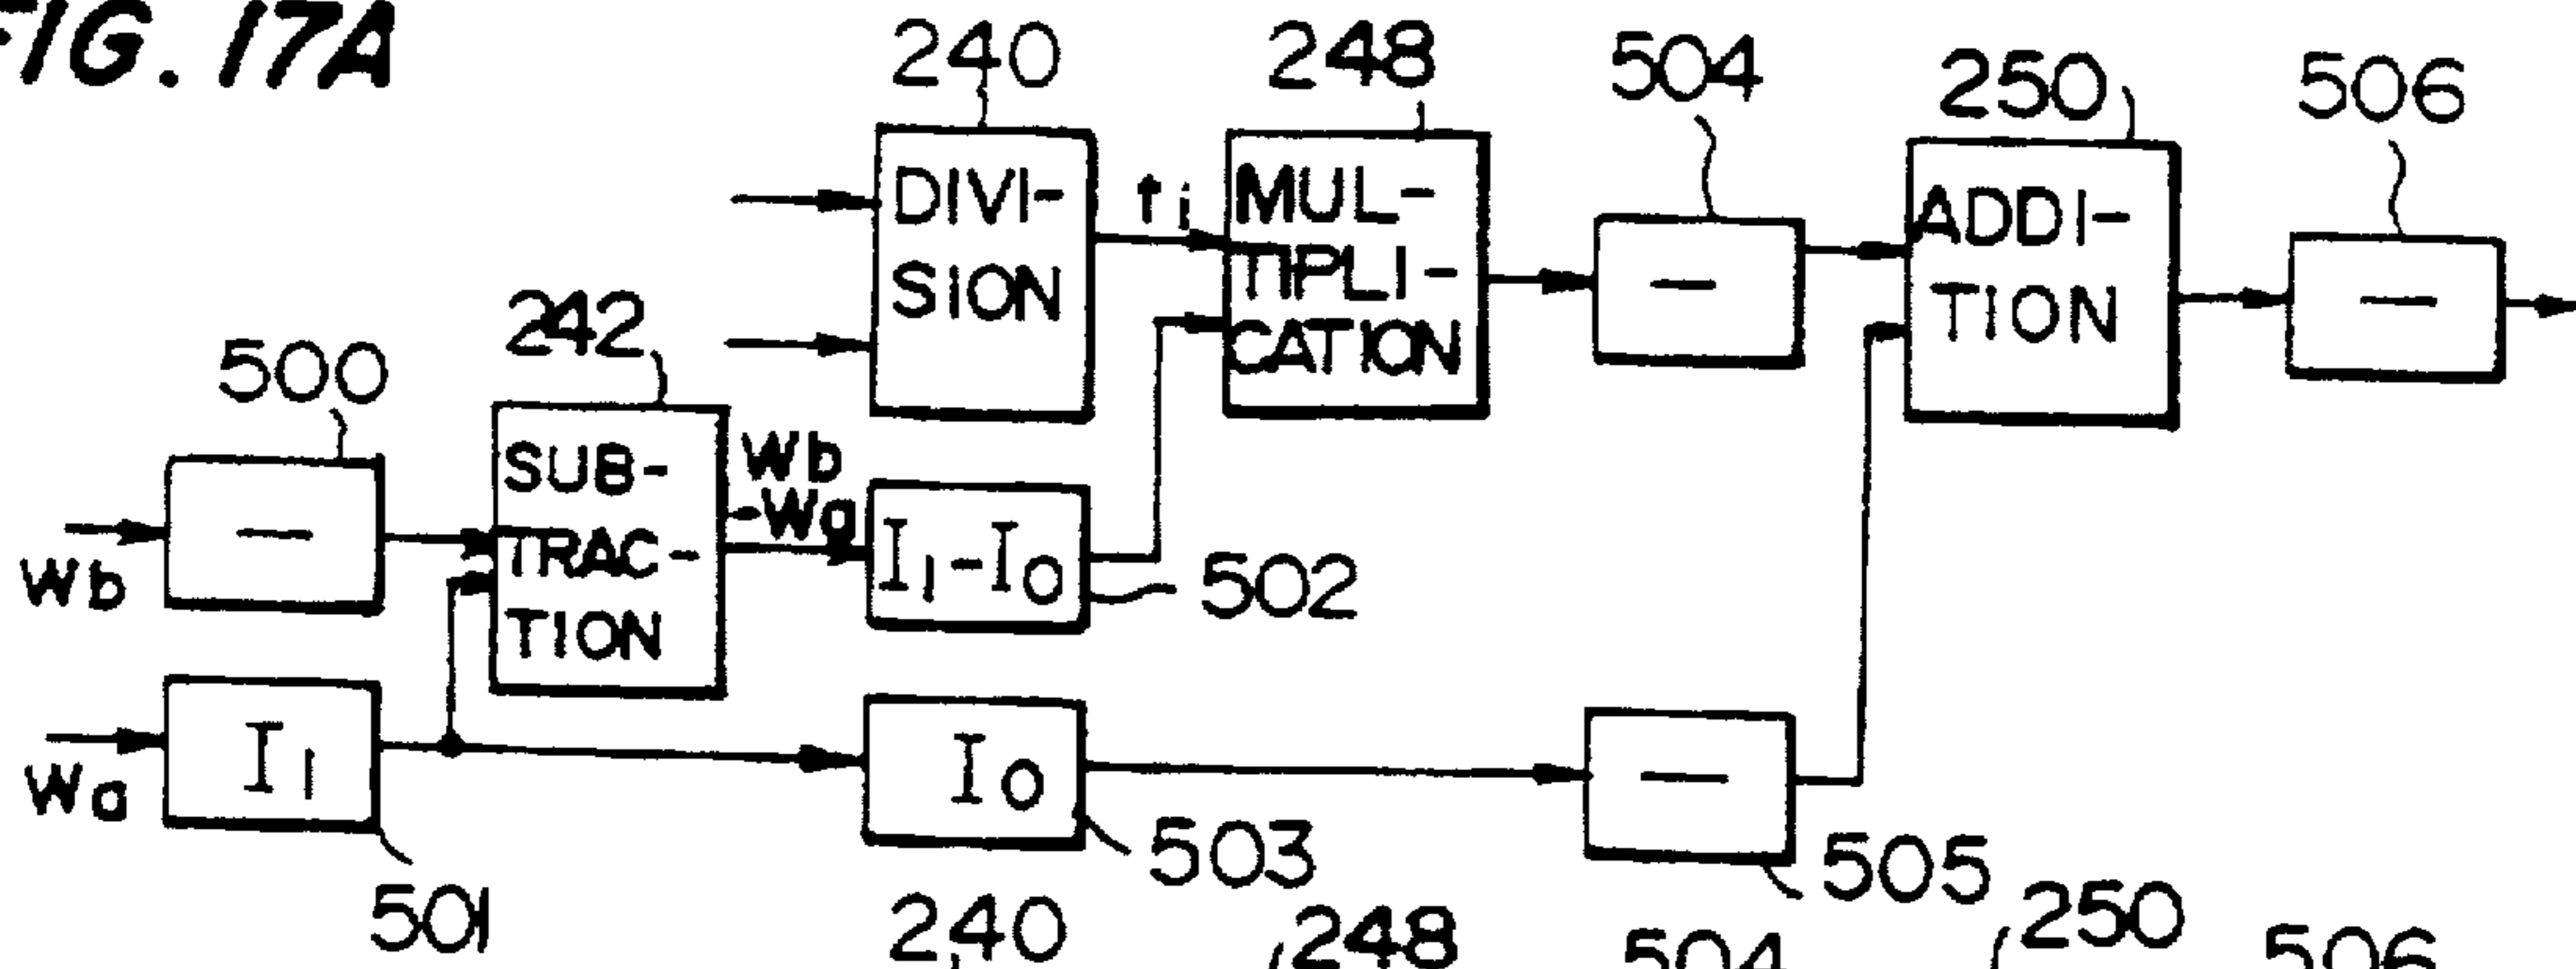 FIG. 17A
240
248
504
250
506
DIVI-
SION
ti
MUL-
TIPLI-
CATION
—
ADDI-
TION
—
500
242
Wb
—
SUB-
TRAC-
TION
Wb
-Wa
I1-I0
502
Wa
I1
501
I0
503
—
505
240
248
504
250
506